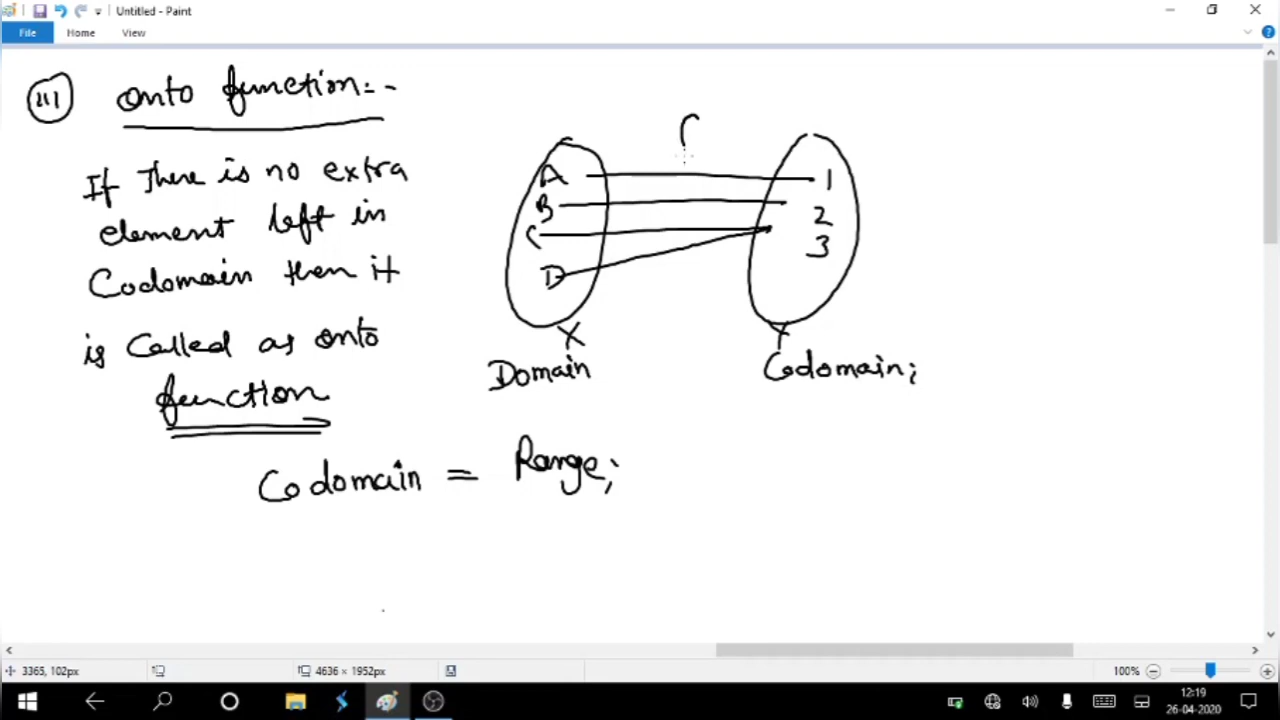 Untitled - Paint
File Home View
(III) onto function:-
If There is no extra
element left in
Codomain then it
is Called as onto
function
f
A 1
B 2
C 3
D
X Y
Domain Codomain;
Codomain = Range;
3365, 102px 4636 × 1952px 100%
12:19
26-04-2020